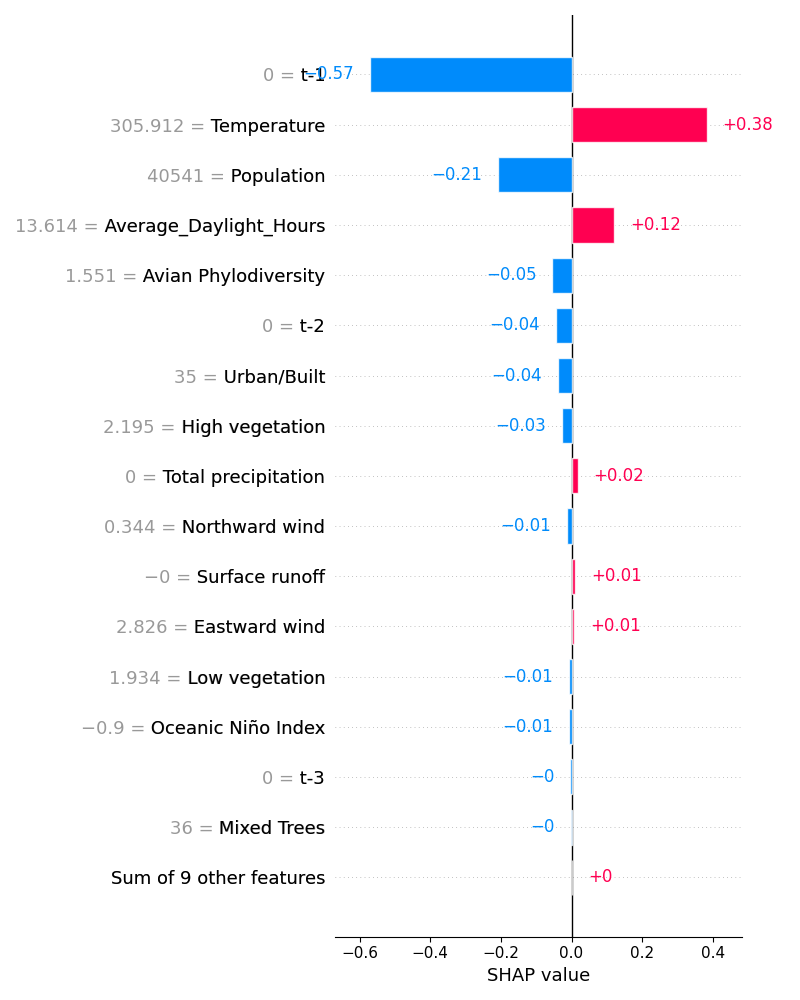 0 = t-1 −0.57
305.912 = Temperature +0.38
40541 = Population −0.21
13.614 = Average_Daylight_Hours +0.12
1.551 = Avian Phylodiversity −0.05
0 = t-2 −0.04
35 = Urban/Built −0.04
2.195 = High vegetation −0.03
0 = Total precipitation +0.02
0.344 = Northward wind −0.01
−0 = Surface runoff +0.01
2.826 = Eastward wind +0.01
1.934 = Low vegetation −0.01
−0.9 = Oceanic Niño Index −0.01
0 = t-3 −0
36 = Mixed Trees −0
Sum of 9 other features +0
−0.6 −0.4 −0.2 0.0 0.2 0.4
SHAP value